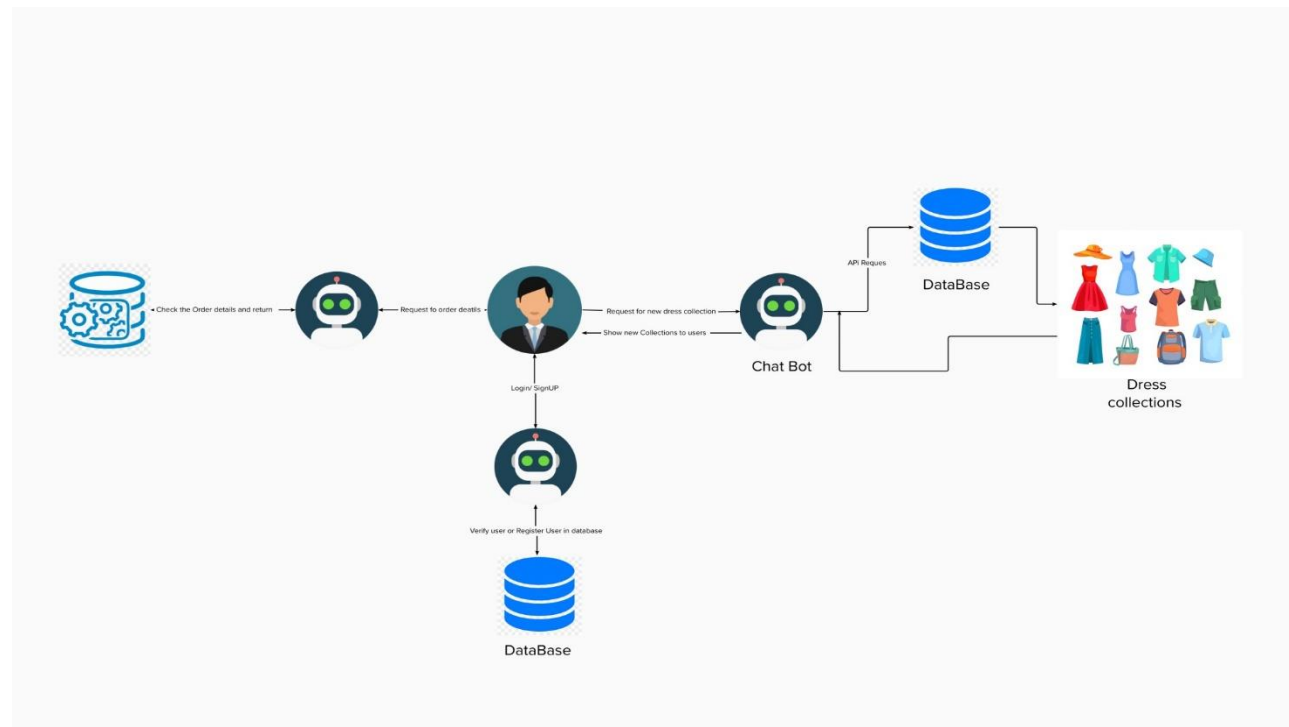 APi Reques
DataBase
Check the Order details and return
Request fo order deatils
Request for new dress collection
Show new Collections to users
Chat Bot
Dress
collections
Login/ SignUP
Verify user or Register User in database
DataBase